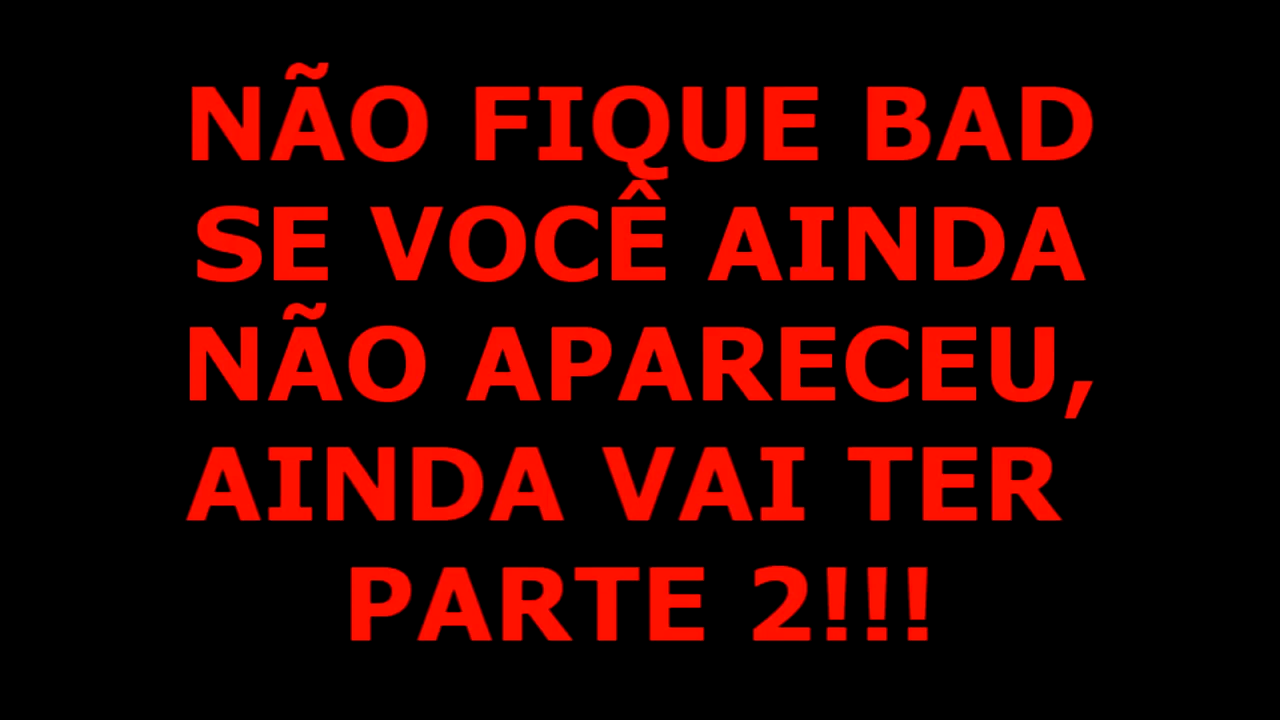 NÃO FIQUE BAD
SE VOCÊ AINDA
NÃO APARECEU,
AINDA VAI TER
PARTE 2!!!